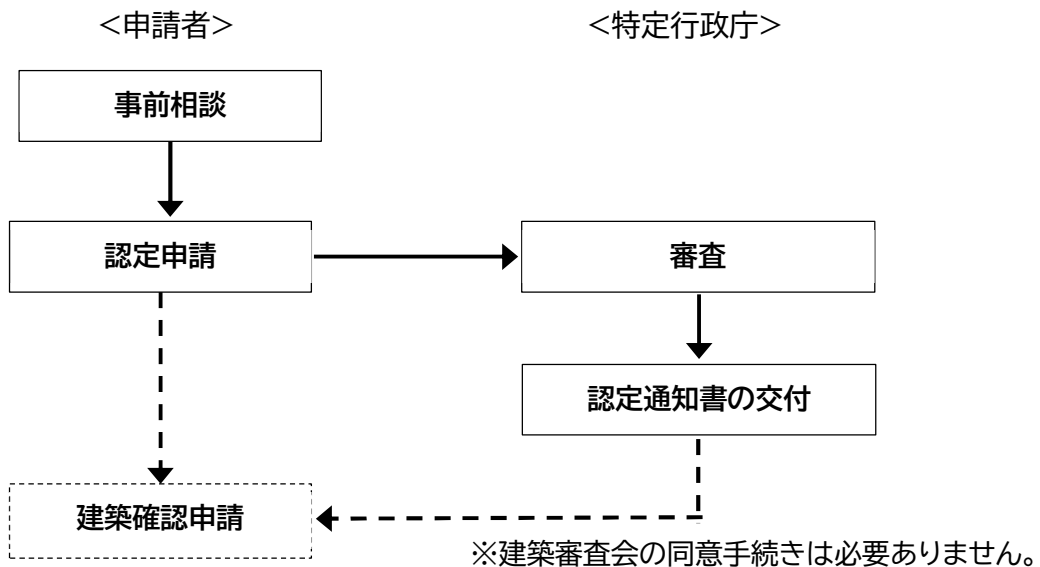 <申請者>
<特定行政庁>
事前相談
認定申請
審査
認定通知書の交付
建築確認申請
※建築審査会の同意手続きは必要ありません。